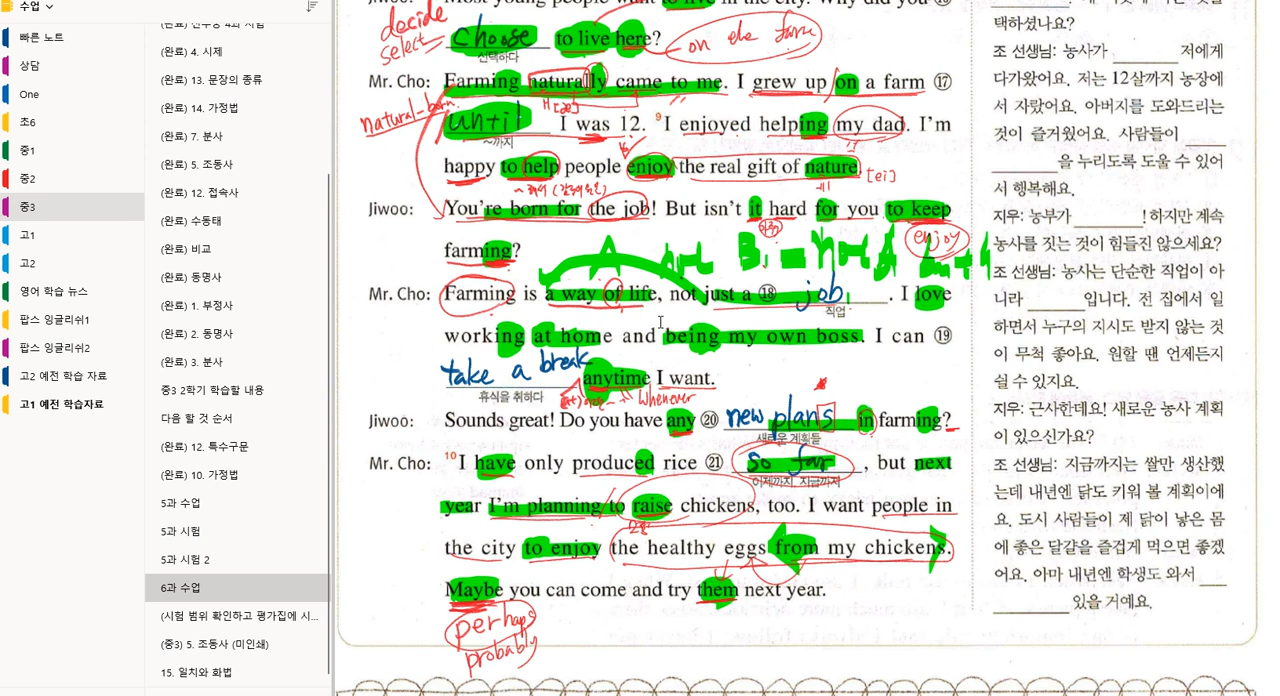 수업
빠른 노트
상담
One
초6
중1
중2
중3
고1
고2
영어 학습 뉴스
팝스 잉글리쉬1
팝스 잉글리쉬2
고2 예전 학습 자료
고1 예전 학습자료
(완료) 4. 시제
(완료) 13. 문장의 종류
(완료) 14. 가정법
(완료) 7. 분사
(완료) 5. 조동사
(완료) 12. 접속사
(완료) 수동태
(완료) 비교
(완료) 동명사
(완료) 1. 부정사
(완료) 2. 동명사
(완료) 3. 분사
중3 2학기 학습할 내용
다음 할 것 순서
(완료) 12. 특수구문
(완료) 10. 가정법
5과 수업
5과 시험
5과 시험 2
6과 수업
(시험 범위 확인하고 평가집에 시...
(중3) 5. 조동사 (미인쇄)
15. 일치와 화법
decide
select
choose to live here? on the farm
선택하다
Mr. Cho: Farming naturally came to me. I grew up on a farm ⑰
natural-born
until I was 12. ⁹I enjoyed helping my dad. I'm
~까지
happy to help people enjoy the real gift of nature. [ei]
Jiwoo: You're born for the job! But isn't it hard for you to keep
farming? enjoy
Mr. Cho: Farming is a way of life, not just a ⑱ job. I love
직업
working at home and being my own boss. I can ⑲
take a break anytime I want.
휴식을 취하다 whenever
Jiwoo: Sounds great! Do you have any ⑳ new plans in farming?
새로운 계획들
Mr. Cho: ¹⁰I have only produced rice ㉑ so far, but next
이제까지, 지금까지
year I'm planning to raise chickens, too. I want people in
the city to enjoy the healthy eggs from my chickens.
Maybe you can come and try them next year.
perhaps
probably
택하셨나요?
조 선생님: 농사가 저에게
다가왔어요. 저는 12살까지 농장에
서 자랐어요. 아버지를 도와드리는
것이 즐거웠어요. 사람들이
을 누리도록 도울 수 있어
서 행복해요.
지우: 농부가 ! 하지만 계속
농사를 짓는 것이 힘들진 않으세요?
조 선생님: 농사는 단순한 직업이 아
니라 입니다. 전 집에서 일
하면서 누구의 지시도 받지 않는 것
이 무척 좋아요. 원할 땐 언제든지
쉴 수 있지요.
지우: 근사한데요! 새로운 농사 계획
이 있으신가요?
조 선생님: 지금까지는 쌀만 생산했
는데 내년엔 닭도 키워 볼 계획이에
요. 도시 사람들이 제 닭이 낳은 몸
에 좋은 달걀을 즐겁게 먹으면 좋겠
어요. 아마 내년엔 학생도 와서
있을 거예요.